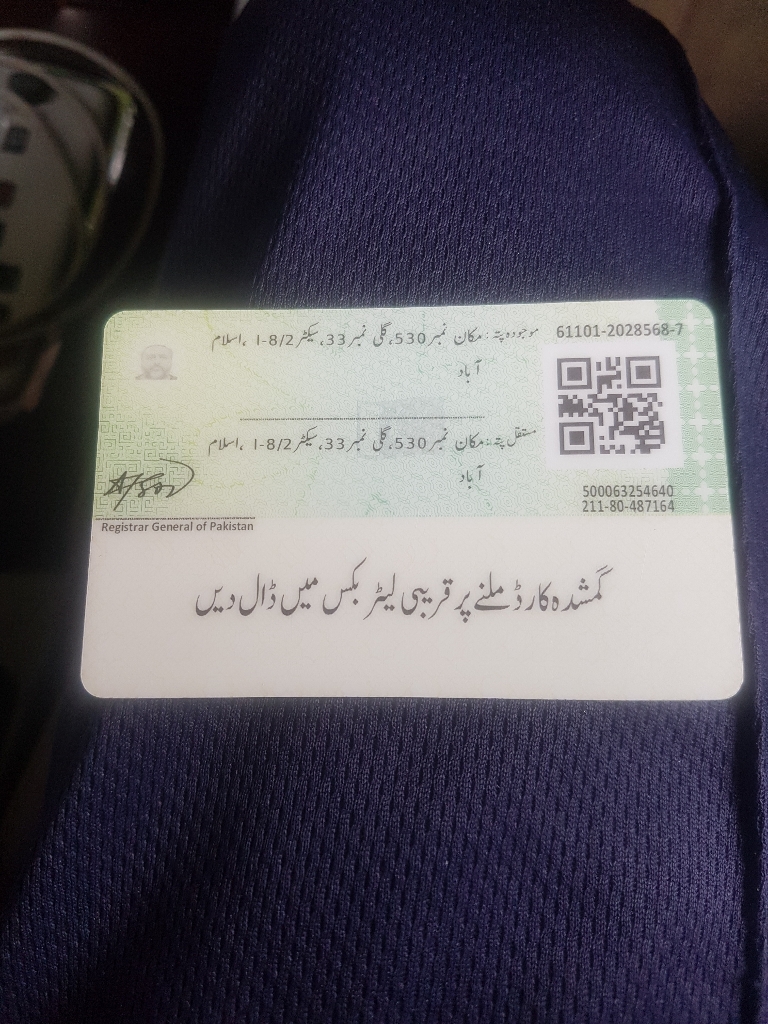 موجودہ پتہ: مکان نمبر 530، گلی نمبر 33، سیکٹر I-8/2، اسلام
آباد
61101-2028568-7
مستقل پتہ: مکان نمبر 530، گلی نمبر 33، سیکٹر I-8/2، اسلام
آباد
500063254640
211-80-487164
Registrar General of Pakistan
گمشدہ کارڈ ملنے پر قریبی لیٹر بکس میں ڈال دیں